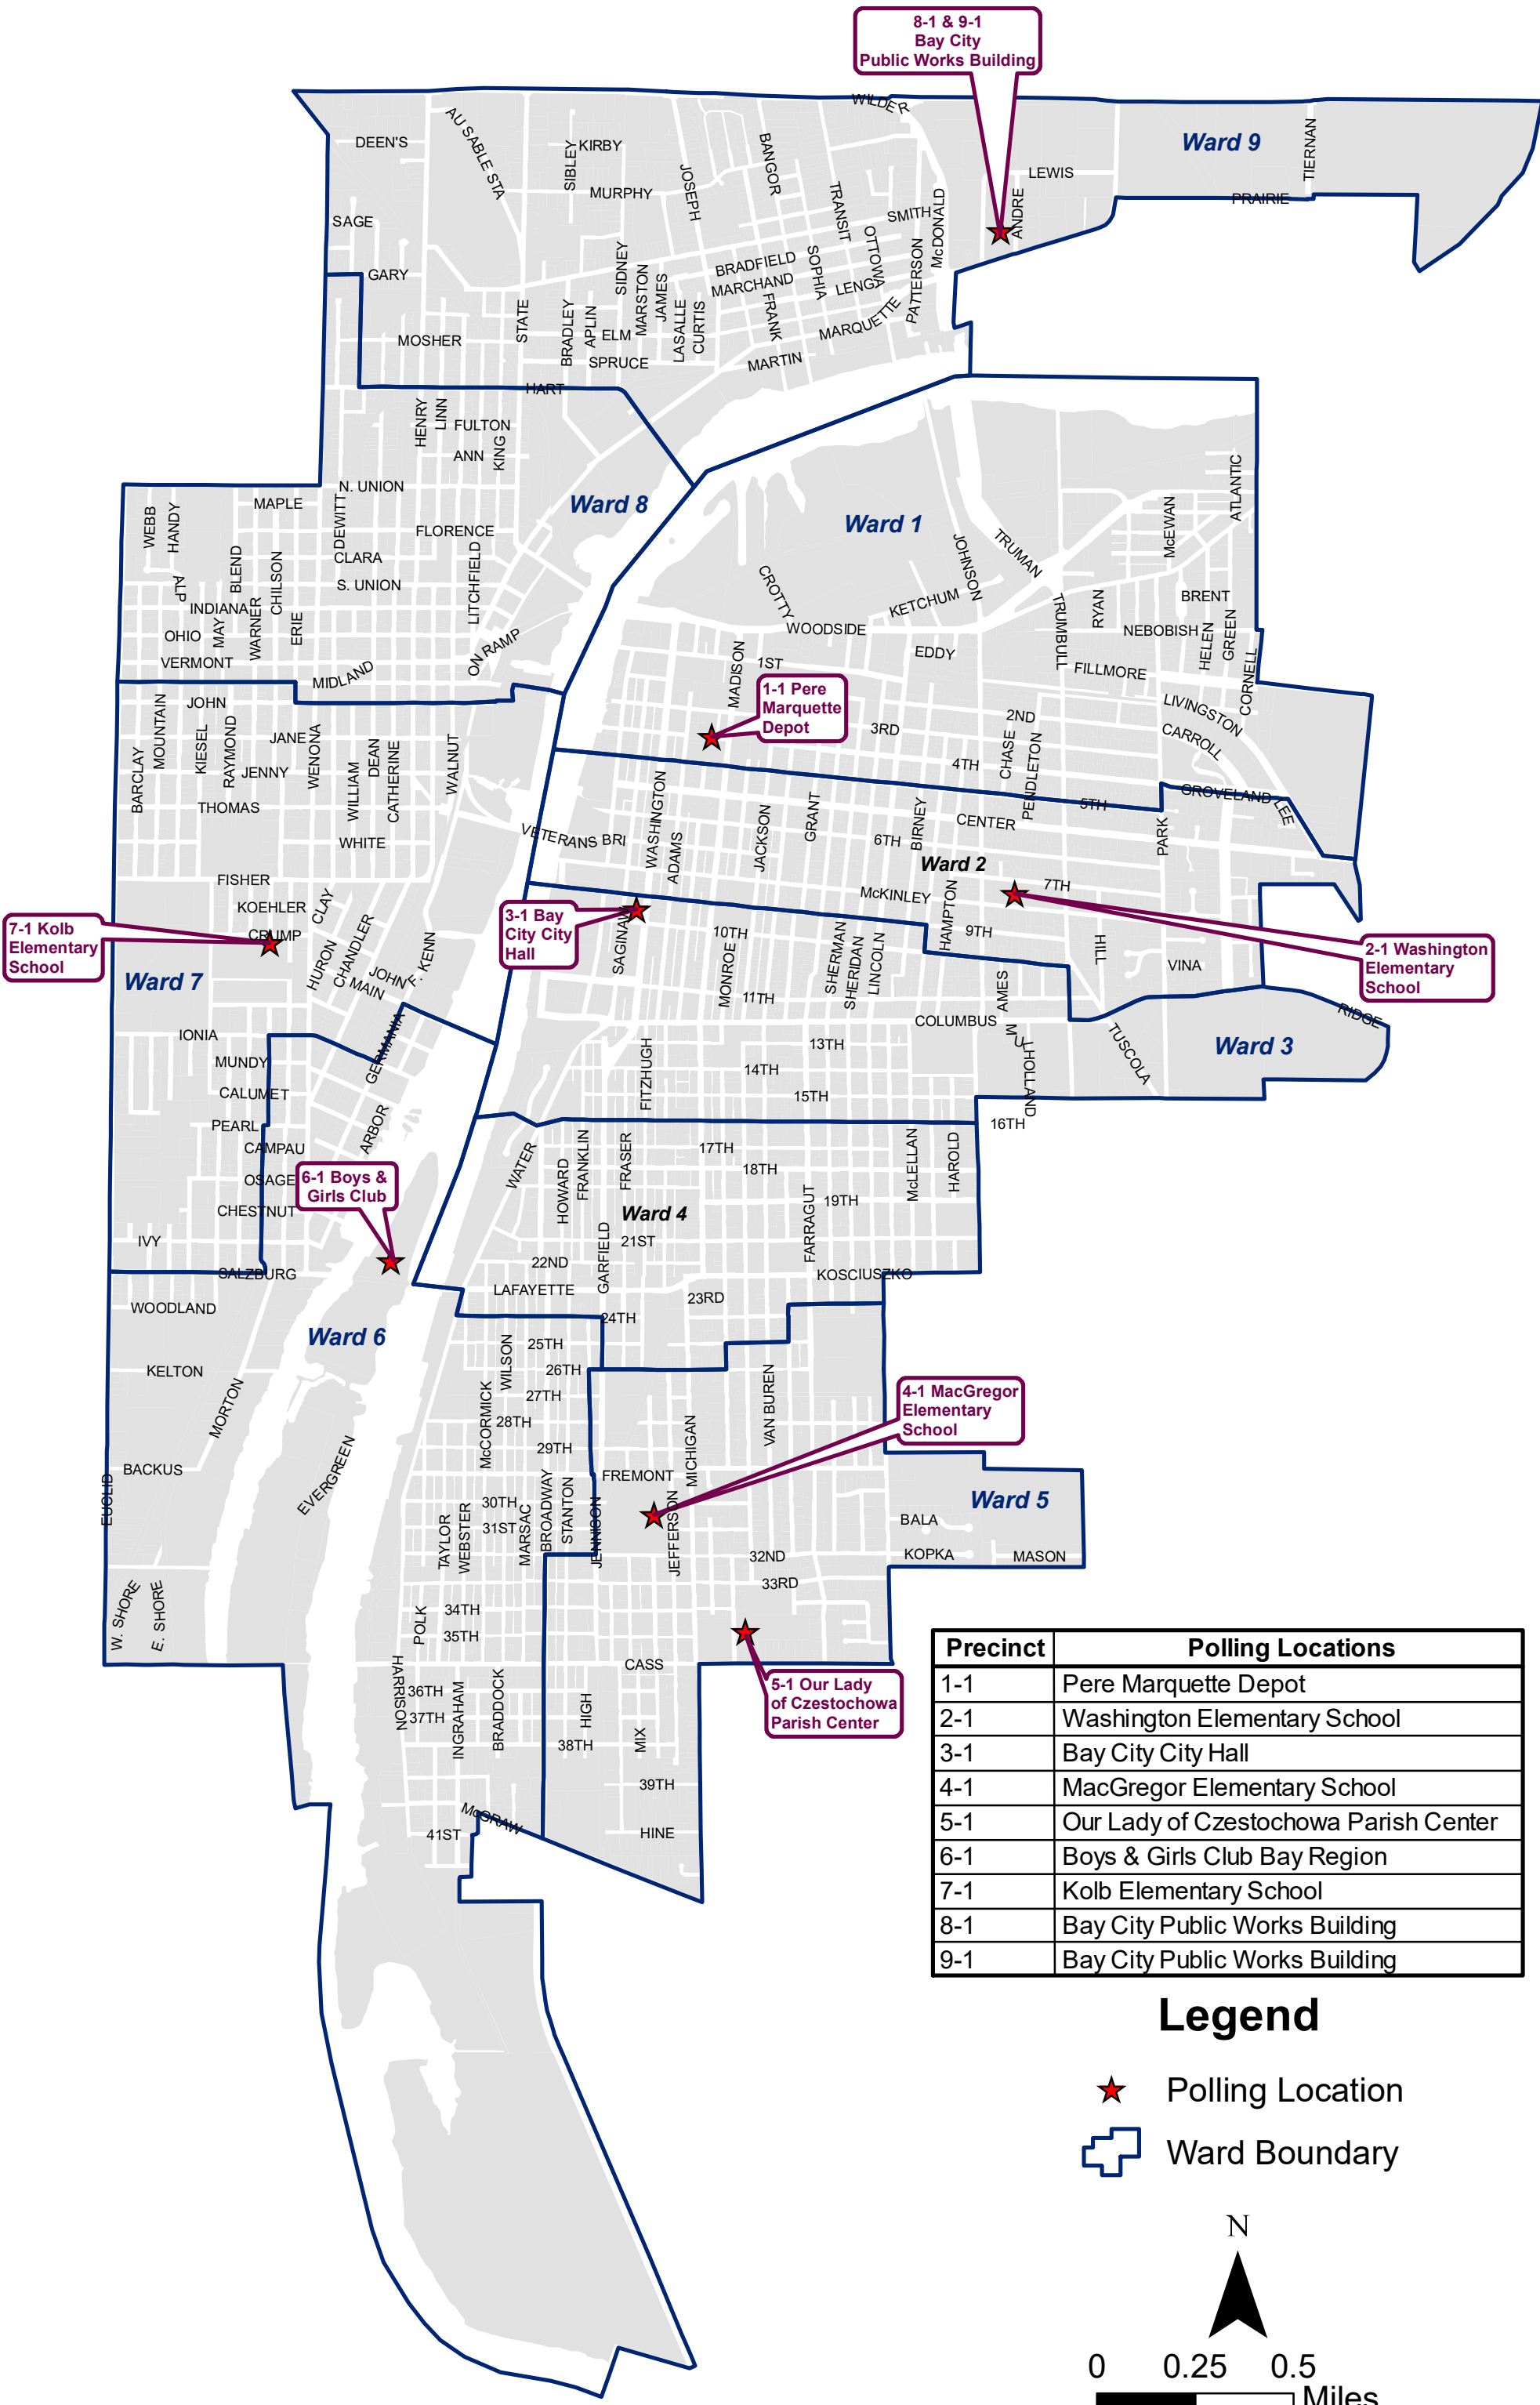 8-1 & 9-1
Bay City
Public Works Building
WILDER
DEEN'S
AU SABLE STA
SIBLEY
KIRBY
MURPHY
JOSEPH
BANGOR
TRANSIT
Ward 9
TIERNAN
LEWIS
PRAIRIE
ANDRE
SAGE
SMITH
McDONALD
OTTOWA
PATTERSON
SOPHIA
GARY
SIDNEY
MARSTON
JAMES
BRADFIELD
MARCHAND
LENG
FRANK
MARQUETTE
MOSHER
STATE
BRADLEY
APLIN
ELM
LASALLE
CURTIS
SPRUCE
MARTIN
HART
HENRY
LINN
FULTON
ANN
KING
N. UNION
MAPLE
WEBB
HANDY
DEWITT
Ward 8
Ward 1
ATLANTIC
McEWAN
FLORENCE
CLARA
BLEND
CHILSON
ALP
S. UNION
LITCHFIELD
JOHNSON
TRUMAN
CROTTY
KETCHUM
WOODSIDE
INDIANA
OHIO
MAY
WARNER
ERIE
VERMONT
MIDLAND
ON RAMP
TRUMBULL
RYAN
BRENT
NEBOBISH
HELEN
GREEN
EDDY
FILLMORE
CORNELL
MADISON
1ST
1-1 Pere
Marquette
Depot
JOHN
MOUNTAIN
KIESEL
RAYMOND
JANE
WENONA
BARCLAY
JENNY
DEAN
WILLIAM
CATHERINE
WALNUT
THOMAS
WHITE
LIVINGSTON
2ND
3RD
CARROLL
CHASE
PENDLETON
4TH
GROVELAND
5TH
LEE
VETERANS BRI
WASHINGTON
ADAMS
JACKSON
GRANT
BIRNEY
CENTER
PARK
6TH
Ward 2
FISHER
KOEHLER
CLAY
McKINLEY
7TH
HAMPTON
7-1 Kolb
Elementary
School
CRUMP
3-1 Bay
City City
Hall
SAGINAW
10TH
9TH
HILL
2-1 Washington
Elementary
School
HURON
CHANDLER
JOHN F. KENN
MAIN
Ward 7
MONROE
SHERMAN
SHERIDAN
LINCOLN
VINA
11TH
AMES
IONIA
GERMANIA
COLUMBUS
RIDGE
MUNDY
13TH
M
J
LHOLLAND
TUSCOLA
Ward 3
CALUMET
FITZHUGH
14TH
15TH
PEARL
ARBOR
16TH
CAMPAU
WATER
17TH
McLELLAN
HAROLD
OSAGE
6-1 Boys &
Girls Club
HOWARD
FRANKLIN
FRASER
18TH
CHESTNUT
Ward 4
FARRAGUT
19TH
IVY
GARFIELD
21ST
22ND
SALZBURG
LAFAYETTE
KOSCIUSZKO
WOODLAND
23RD
24TH
Ward 6
WILSON
25TH
KELTON
26TH
27TH
MORTON
McCORMICK
28TH
VAN BUREN
4-1 MacGregor
Elementary
School
29TH
MICHIGAN
BACKUS
EUCLID
EVERGREEN
FREMONT
Ward 5
30TH
31ST
BROADWAY
STANTON
JENNISON
JEFFERSON
BALA
TAYLOR
WEBSTER
MARSAC
32ND
KOPKA
MASON
33RD
W. SHORE
E. SHORE
POLK
34TH
35TH
CASS
5-1 Our Lady
of Czestochowa
Parish Center
HARRISON
36TH
INGRAHAM
BRADDOCK
37TH
HIGH
MIX
38TH
39TH
McGRAW
41ST
HINE
Precinct Polling Locations
1-1 Pere Marquette Depot
2-1 Washington Elementary School
3-1 Bay City City Hall
4-1 MacGregor Elementary School
5-1 Our Lady of Czestochowa Parish Center
6-1 Boys & Girls Club Bay Region
7-1 Kolb Elementary School
8-1 Bay City Public Works Building
9-1 Bay City Public Works Building
Legend
Polling Location
Ward Boundary
N
0 0.25 0.5
Miles